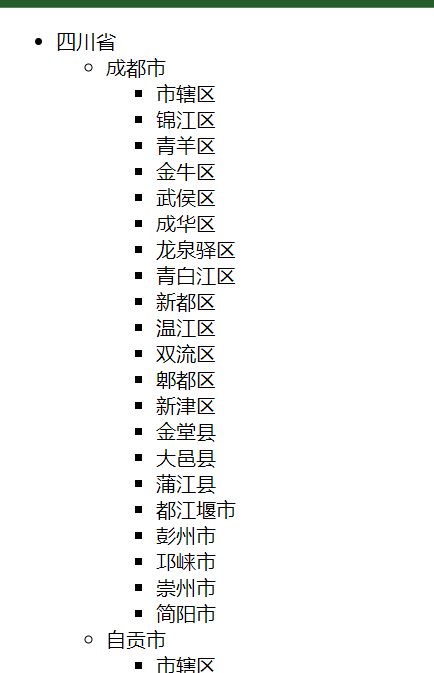 四川省
成都市
市辖区
锦江区
青羊区
金牛区
武侯区
成华区
龙泉驿区
青白江区
新都区
温江区
双流区
郫都区
新津区
金堂县
大邑县
蒲江县
都江堰市
彭州市
邛崃市
崇州市
简阳市
自贡市
市辖区